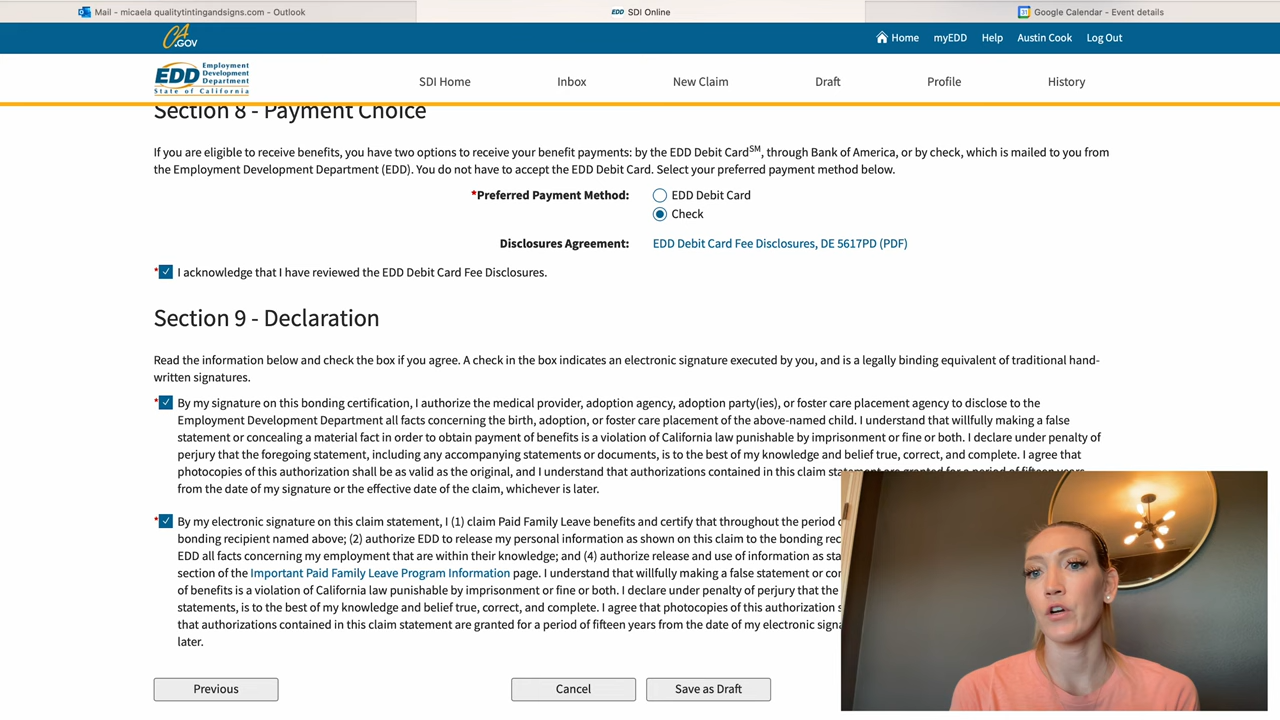 Mail - micaela qualitytintingandsigns.com - Outlook
EDD SDI Online
Google Calendar - Event details
CA.GOV
Home myEDD Help Austin Cook Log Out
EDD Employment
Development
Department
State of California
SDI Home Inbox New Claim Draft Profile History
Section 8 - Payment Choice
If you are eligible to receive benefits, you have two options to receive your benefit payments: by the EDD Debit CardSM, through Bank of America, or by check, which is mailed to you from
the Employment Development Department (EDD). You do not have to accept the EDD Debit Card. Select your preferred payment method below.
*Preferred Payment Method: EDD Debit Card
Check
Disclosures Agreement: EDD Debit Card Fee Disclosures, DE 5617PD (PDF)
* I acknowledge that I have reviewed the EDD Debit Card Fee Disclosures.
Section 9 - Declaration
Read the information below and check the box if you agree. A check in the box indicates an electronic signature executed by you, and is a legally binding equivalent of traditional hand-
written signatures.
* By my signature on this bonding certification, I authorize the medical provider, adoption agency, adoption party(ies), or foster care placement agency to disclose to the
Employment Development Department all facts concerning the birth, adoption, or foster care placement of the above-named child. I understand that willfully making a false
statement or concealing a material fact in order to obtain payment of benefits is a violation of California law punishable by imprisonment or fine or both. I declare under penalty of
perjury that the foregoing statement, including any accompanying statements or documents, is to the best of my knowledge and belief true, correct, and complete. I agree that
photocopies of this authorization shall be as valid as the original, and I understand that authorizations contained in this claim statement are granted for a period of fifteen years
from the date of my signature or the effective date of the claim, whichever is later.
* By my electronic signature on this claim statement, I (1) claim Paid Family Leave benefits and certify that throughout the period
bonding recipient named above; (2) authorize EDD to release my personal information as shown on this claim to the bonding
EDD all facts concerning my employment that are within their knowledge; and (4) authorize release and use of information as
section of the Important Paid Family Leave Program Information page. I understand that willfully making a false statement or
of benefits is a violation of California law punishable by imprisonment or fine or both. I declare under penalty of perjury that the
statements, is to the best of my knowledge and belief true, correct, and complete. I agree that photocopies of this authorization
that authorizations contained in this claim statement are granted for a period of fifteen years from the date of my electronic
later.
Previous Cancel Save as Draft